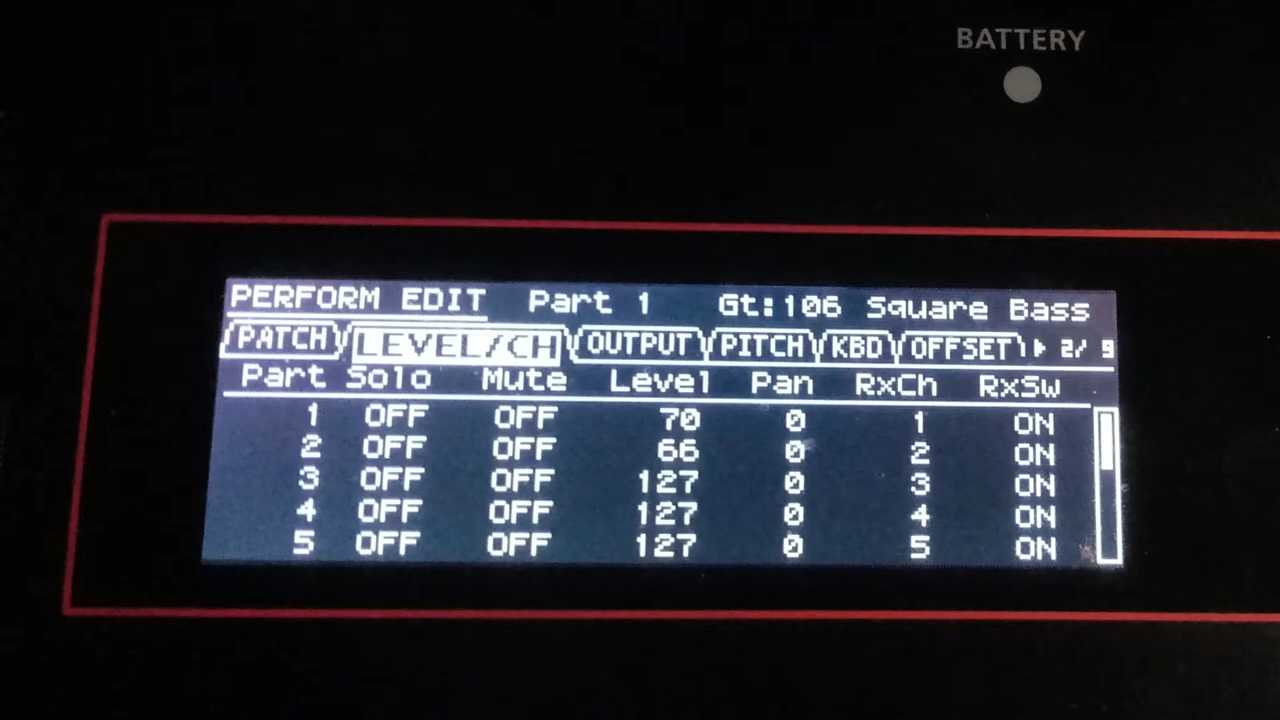 BATTERY
PERFORM EDIT Part 1 Gt:106 Square Bass
PATCH LEVEL/CH OUTPUT PITCH KBD OFFSET ▶ 2/ 9
Part Solo Mute Level Pan RxCh RxSw
1 OFF OFF 70 0 1 ON
2 OFF OFF 66 0 2 ON
3 OFF OFF 127 0 3 ON
4 OFF OFF 127 0 4 ON
5 OFF OFF 127 0 5 ON